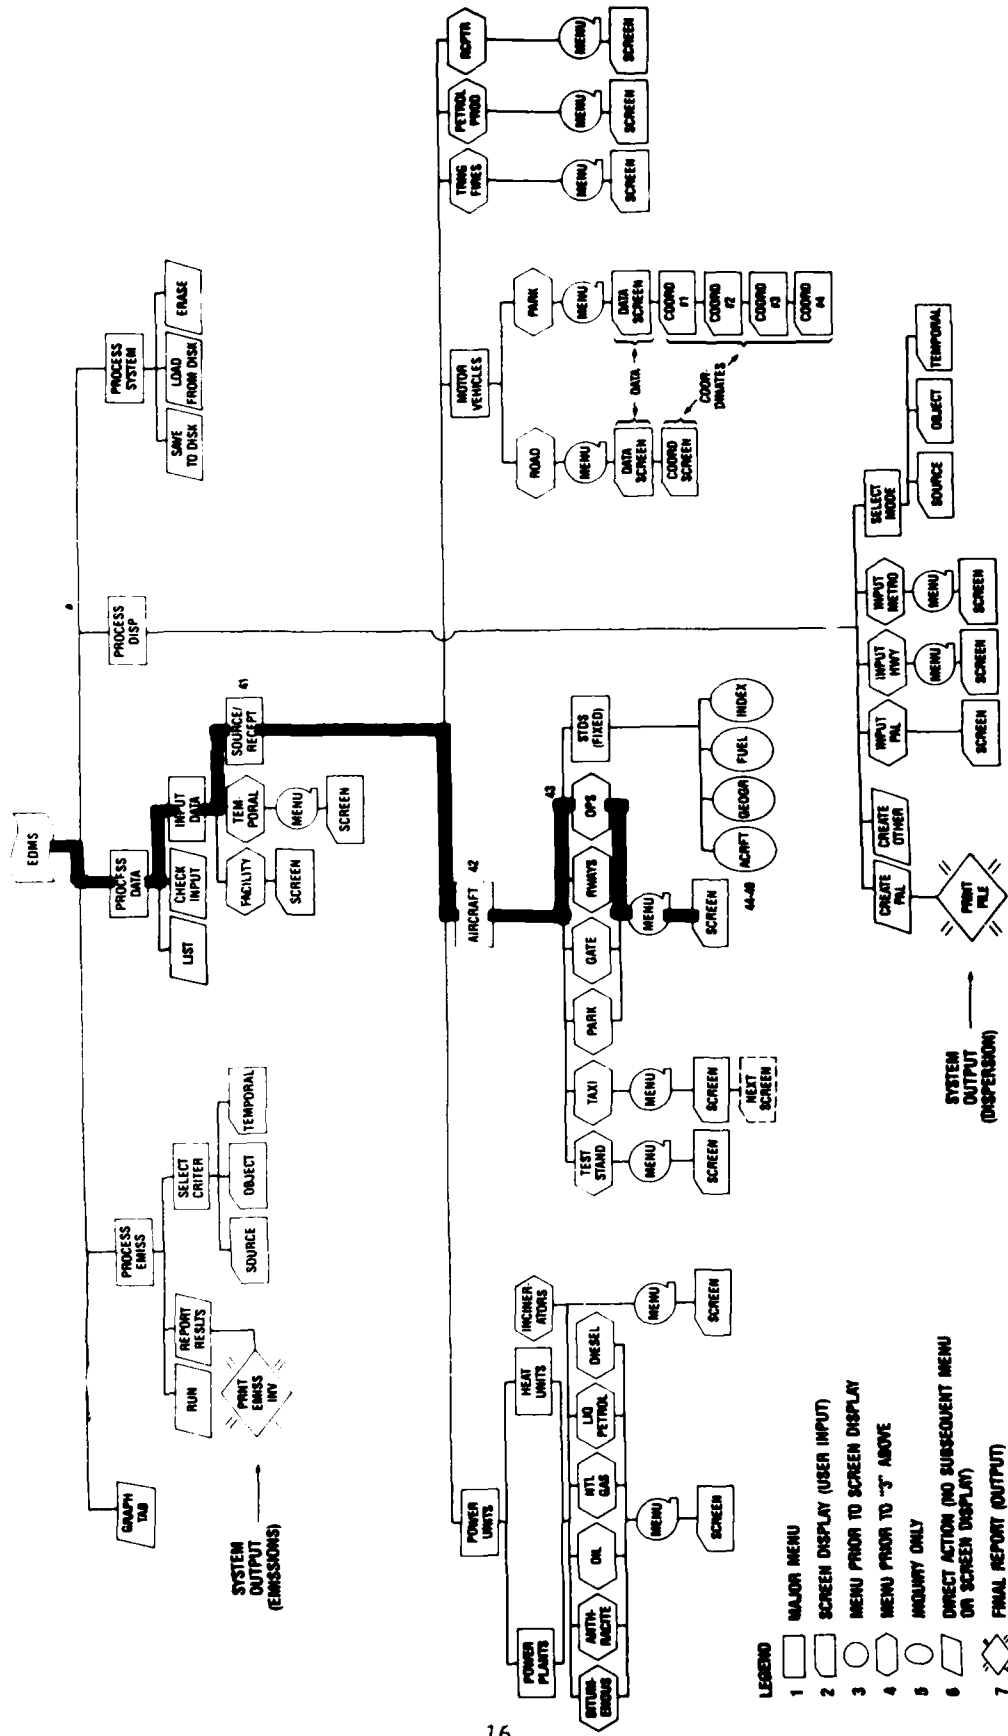 EDMS
GRAPH
TAB
PROCESS
EMISS
PROCESS
DATA
PROCESS
DISP
PROCESS
SYSTEM
RUN
REPORT
RESLTS
SELECT
CRITER
PRNT
EMISS
INV
SOURCE
OBJECT
TEMPORAL
SYSTEM
OUTPUT
(EMISSIONS)
LIST
CHECK
INPUT
INPUT
DATA
FACILITY
TEM-
PORAL
SOURCE/
RECEPT
41
SCREEN
MENU
SCREEN
SAVE
TO DISK
LOAD
FROM DISK
ERASE
POWER
UNITS
AIRCRAFT
42
MOTOR
VEHICLES
TRNG
FIRES
PETROL
PROD
RCPTR
MENU
MENU
MENU
SCREEN
SCREEN
SCREEN
POWER
PLANTS
HEAT
UNITS
INCINER-
ATORS
BITUM-
ENOUS
ANTH-
RACITE
OIL
NTL
GAS
LIQ
PETROL
DIESEL
MENU
SCREEN
MENU
SCREEN
TEST
STAND
TAXI
PARK
GATE
RWAYS
OPS
43
STDS
(FIXED)
MENU
SCREEN
MENU
SCREEN
NEXT
SCREEN
MENU
SCREEN
44-49
ACRFT
GEOGR
FUEL
INDEX
ROAD
PARK
MENU
MENU
DATA
SCREEN
DATA
DATA
SCREEN
COORD
SCREEN
COOR-
DINATES
COORD
#1
COORD
#2
COORD
#3
COORD
#4
CREATE
PAL
CREATE
OTHER
INPUT
PAL
INPUT
HWY
INPUT
METRO
SELECT
MODE
PRINT
FILE
SCREEN
MENU
SCREEN
MENU
SCREEN
SOURCE
OBJECT
TEMPORAL
SYSTEM
OUTPUT
(DISPERSION)
LEGEND
1 MAJOR MENU
2 SCREEN DISPLAY (USER INPUT)
3 MENU PRIOR TO SCREEN DISPLAY
4 MENU PRIOR TO "3" ABOVE
5 INQUIRY ONLY
6 DIRECT ACTION (NO SUBSEQUENT MENU
OR SCREEN DISPLAY)
7 FINAL REPORT (OUTPUT)
16